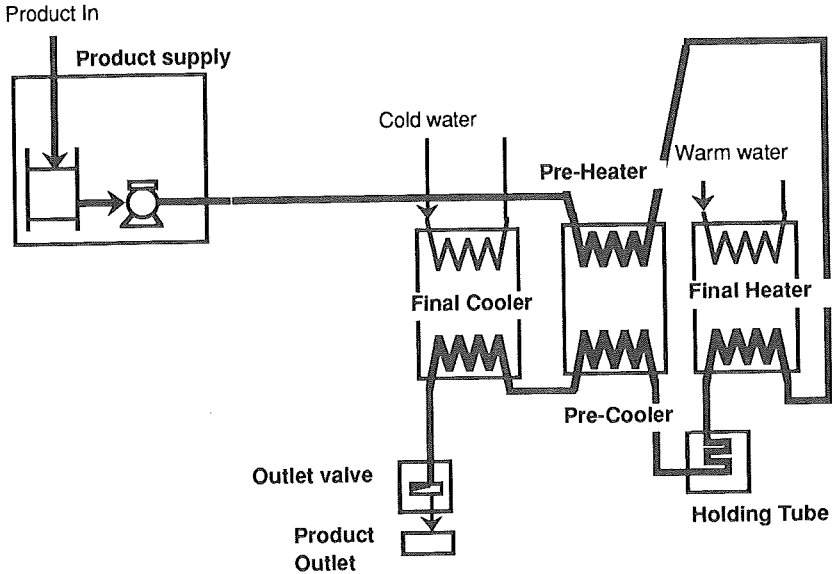 Product In
Product supply
Cold water
Pre-Heater
Warm water
Final Cooler
Final Heater
Pre-Cooler
Outlet valve
Holding Tube
Product
Outlet